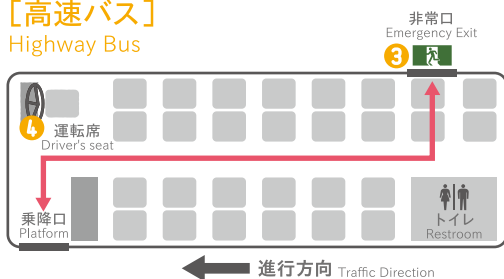 [高速バス]
Highway Bus
非常口
Emergency Exit
3
4
運転席
Driver's seat
乗降口
Platform
トイレ
Restroom
進行方向 Traffic Direction